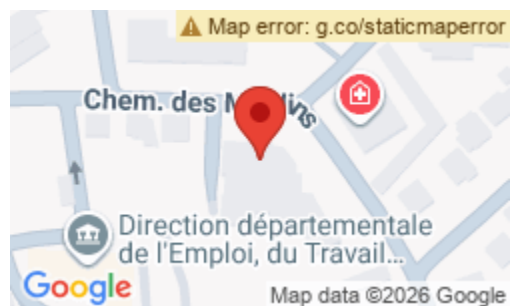 Map error: g.co/staticmaperror
Chem. des
Direction départementale
de l'Emploi, du Travail...
Google
Map data ©2026 Google